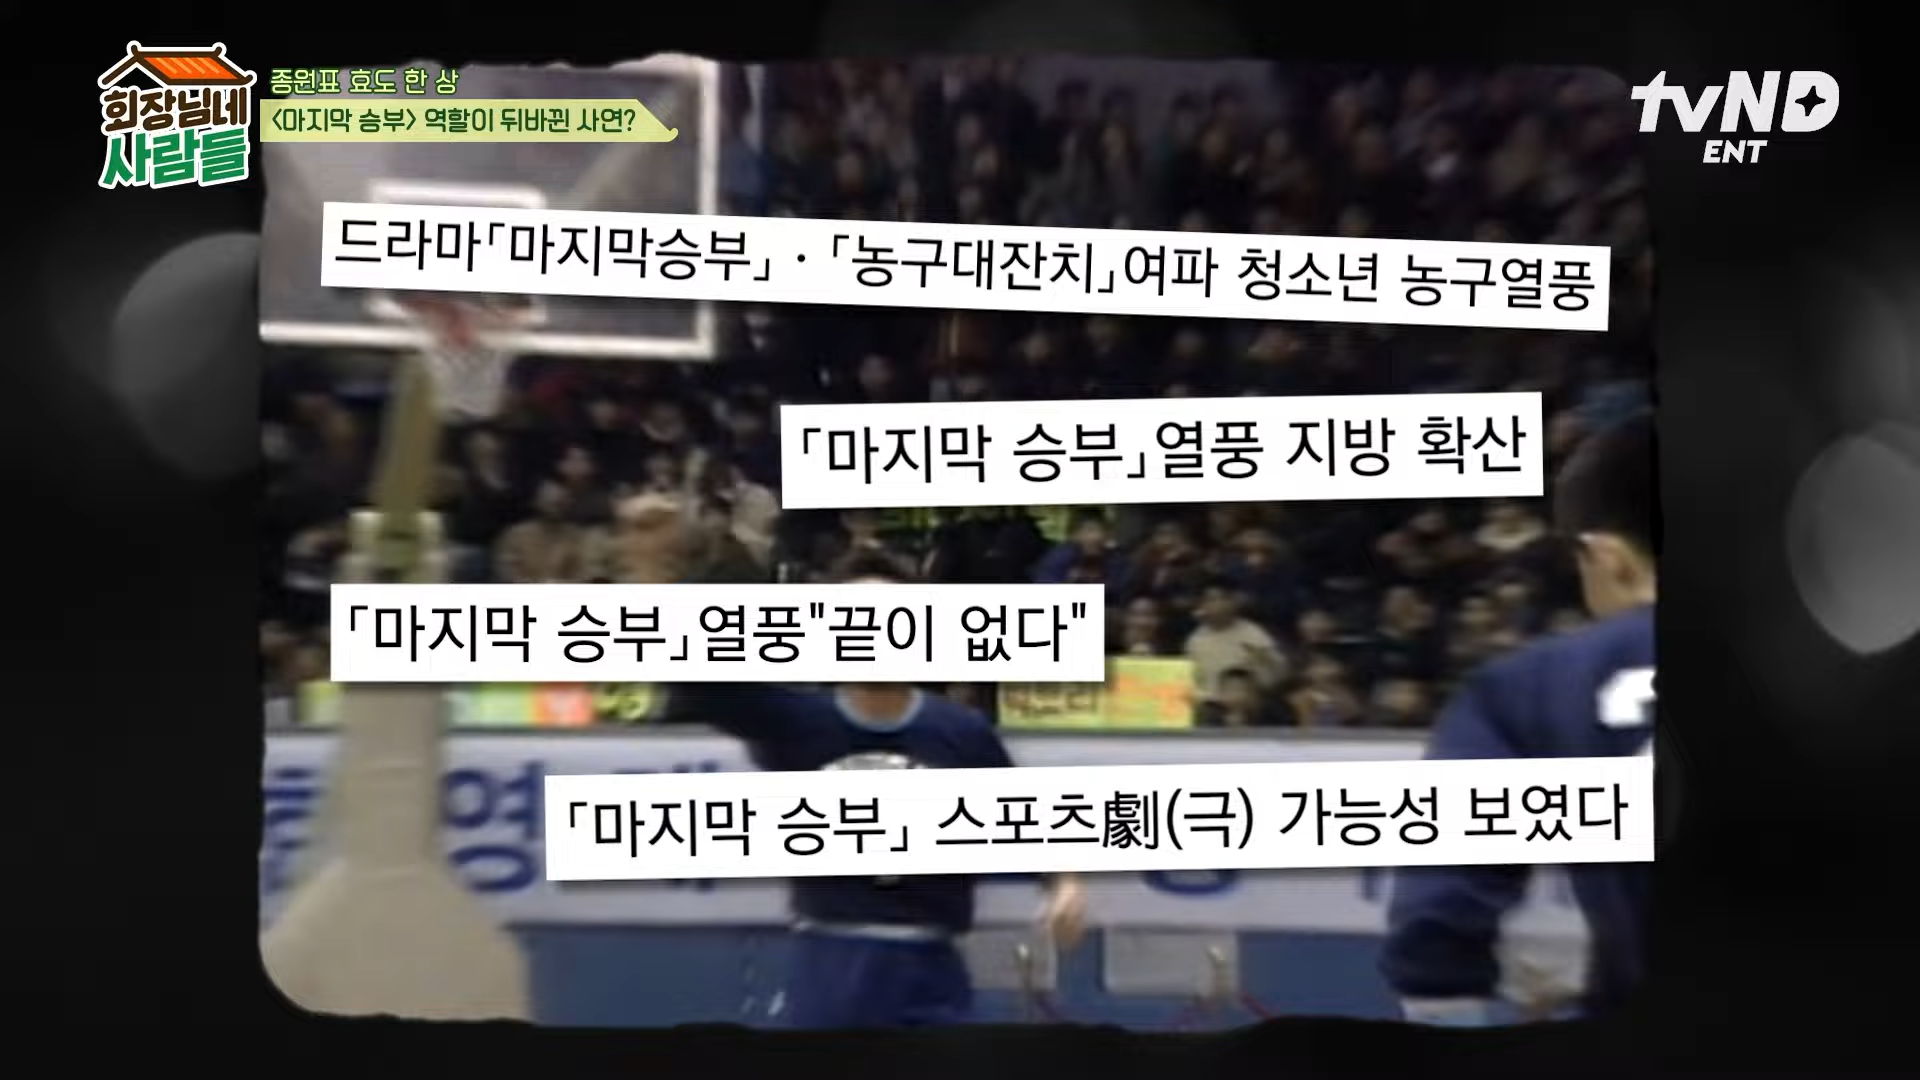 회장님네
사람들
종원표 효도 한 상
<마지막 승부> 역할이 뒤바뀐 사연?
tvND
ENT
드라마「마지막승부」·「농구대잔치」여파 청소년 농구열풍
「마지막 승부」열풍 지방 확산
「마지막 승부」열풍"끝이 없다"
「마지막 승부」 스포츠劇(극) 가능성 보였다
영